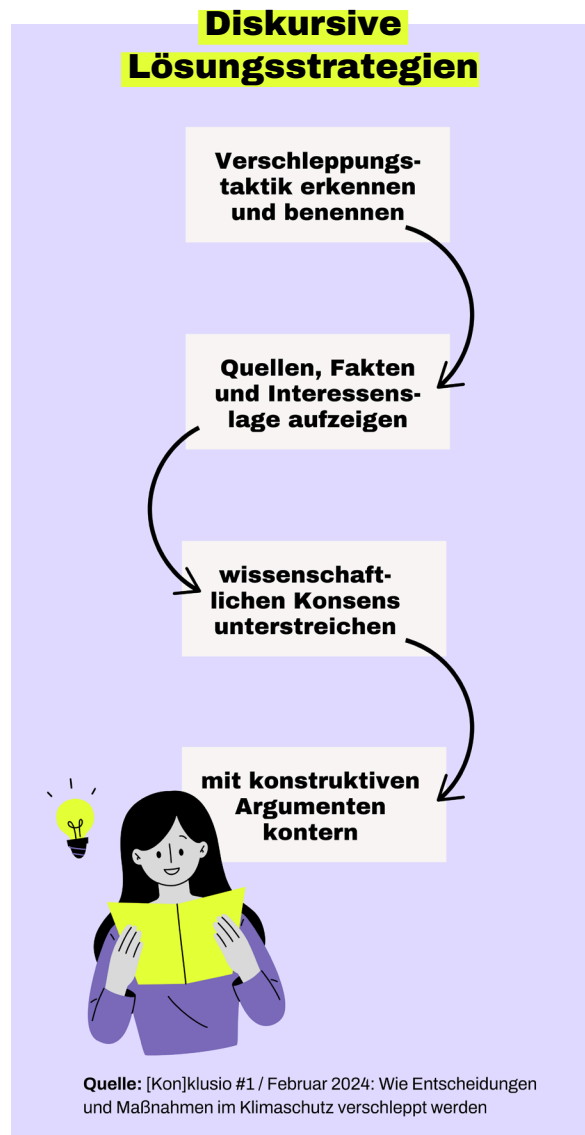 Diskursive
Lösungsstrategien
Verschleppungs-
taktik erkennen
und benennen
Quellen, Fakten
und Interessens-
lage aufzeigen
wissenschaft-
lichen Konsens
unterstreichen
mit konstruktiven
Argumenten
kontern
Quelle: [Kon]klusio #1 / Februar 2024: Wie Entscheidungen
und Maßnahmen im Klimaschutz verschleppt werden